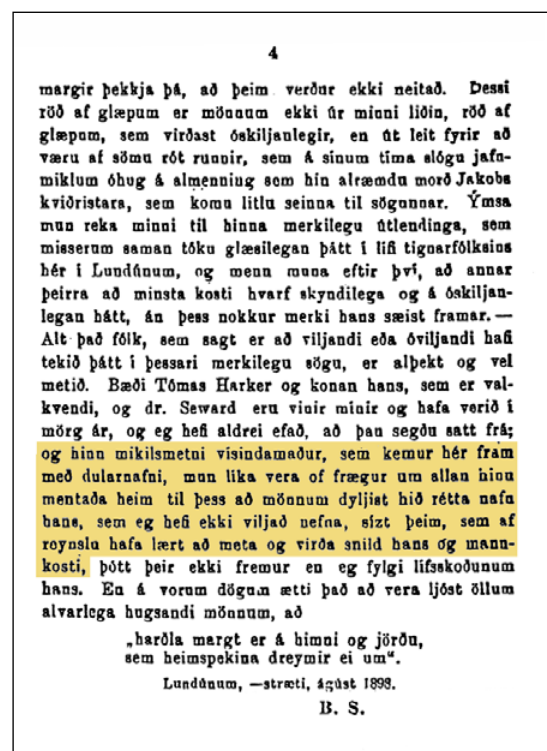 4
margir þekkja þá, að þeim verður ekki neitað. Þessi
röð af glæpum er mönnum ekki úr minni liðin, röð af
glæpum, sem virðast óskiljanlegir, en út leit fyrir að
væru af sömu rót runnir, sem á sínum tíma slógu jafn-
miklum óhug á almenning sem hin alræmdu morð Jakobs
kviðristara, sem komu litlu seinna til sögunnar. Ýmsa
mun reka minni til hinna merkilegu útlendinga, sem
misserum saman tóku glæsilegan þátt í lífi tignarfólksins
hér í Lundúnum, og menn muna eftir því, að annar
þeirra að minsta kosti hvarf skyndilega og á óskiljan-
legan hátt, án þess nokkur merki hans sæist framar. —
Alt það fólk, sem sagt er að viljandi eða óviljandi hafi
tekið þátt í þessari merkilegu sögu, er alþekt og vel
metið. Bæði Tómas Harker og konan hans, sem er val-
kvendi, og dr. Seward eru vinir mínir og hafa verið í
mörg ár, og eg hefi aldrei efað, að þau segðu satt frá;
og hinn mikilsmetni vísindamaður, sem kemur hér fram
með dularnafni, mun líka vera of frægur um allan hinn
mentaða heim til þess að mönnum dyljist hið rétta nafn
hans, sem eg hefi ekki viljað nefna, sízt þeim, sem af
reynslu hafa lært að meta og virða snild hans og mann-
kosti, þótt þeir ekki fremur en eg fylgi lífsskoðunum
hans. En á vorum dögum ætti það að vera ljóst öllum
alvarlega hugsandi mönnum, að
„harðla margt er á himni og jörðu,
sem heimspekina dreymir ei um“.
Lundúnum, —stræti, ágúst 1898.
B. S.